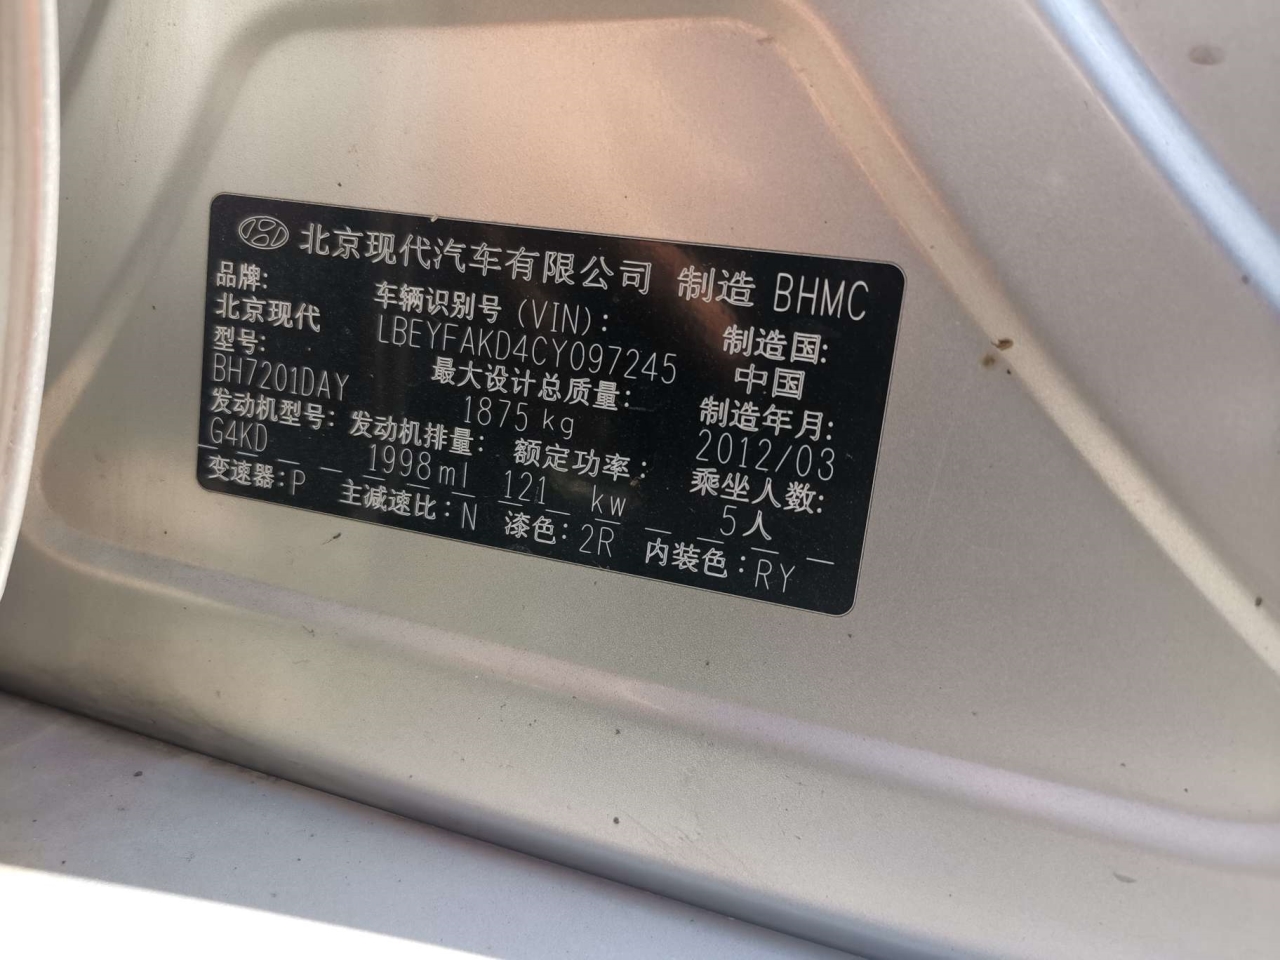 北京现代汽车有限公司 制造 BHMC
品牌: 车辆识别号 (VIN): 制造国:
北京现代 LBEYFAKD4CY097245 中国
型号: 最大设计总质量: 制造年月:
BH7201DAY 1875 kg 2012/03
发动机型号: 发动机排量: 额定功率: 乘坐人数:
G4KD 1998ml 121 kw 5人
变速器:P 主减速比:N 漆色:2R 内装色:RY